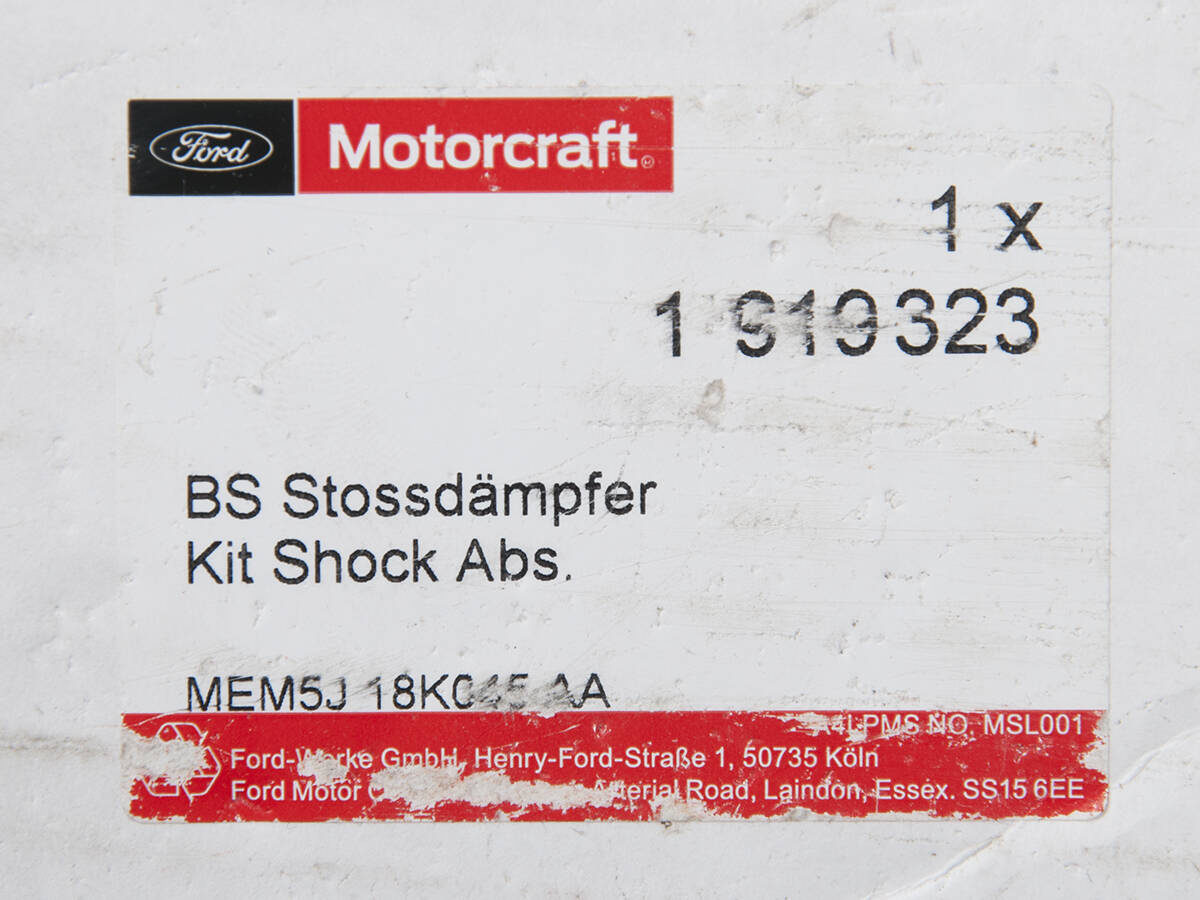 Ford Motorcraft®
1 x
1 919323
BS Stossdämpfer
Kit Shock Abs.
MEM5J 18K045 AA
NO. MSL001
Ford-Werke GmbH, Henry-Ford-Straße 1, 50735 Köln
Ford Motor Arterial Road, Laindon, Essex. SS15 6EE